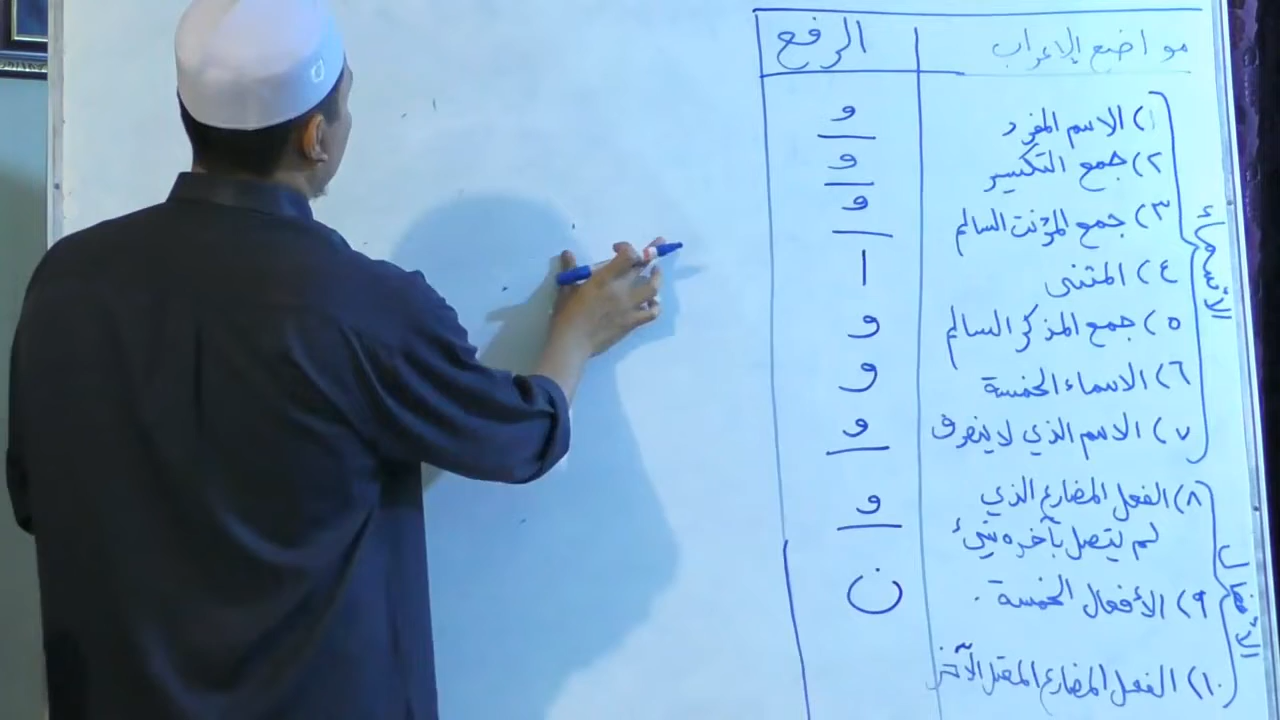 مواضع الإعراب الرفع
١) الاسم المفرد و
٢) جمع التكسير و
٣) جمع المؤنث السالم و
٤) المثنى ا
٥) جمع المذكر السالم و
٦) الاسماء الخمسة و
٧) الاسم الذي لا ينصرف و
٨) الفعل المضارع الذي و
لم يتصل بآخره شيئ
٩) الأفعال الخمسة . ن
١٠) الفعل المضارع المعتل الآخر
الأسماء
الأفعال